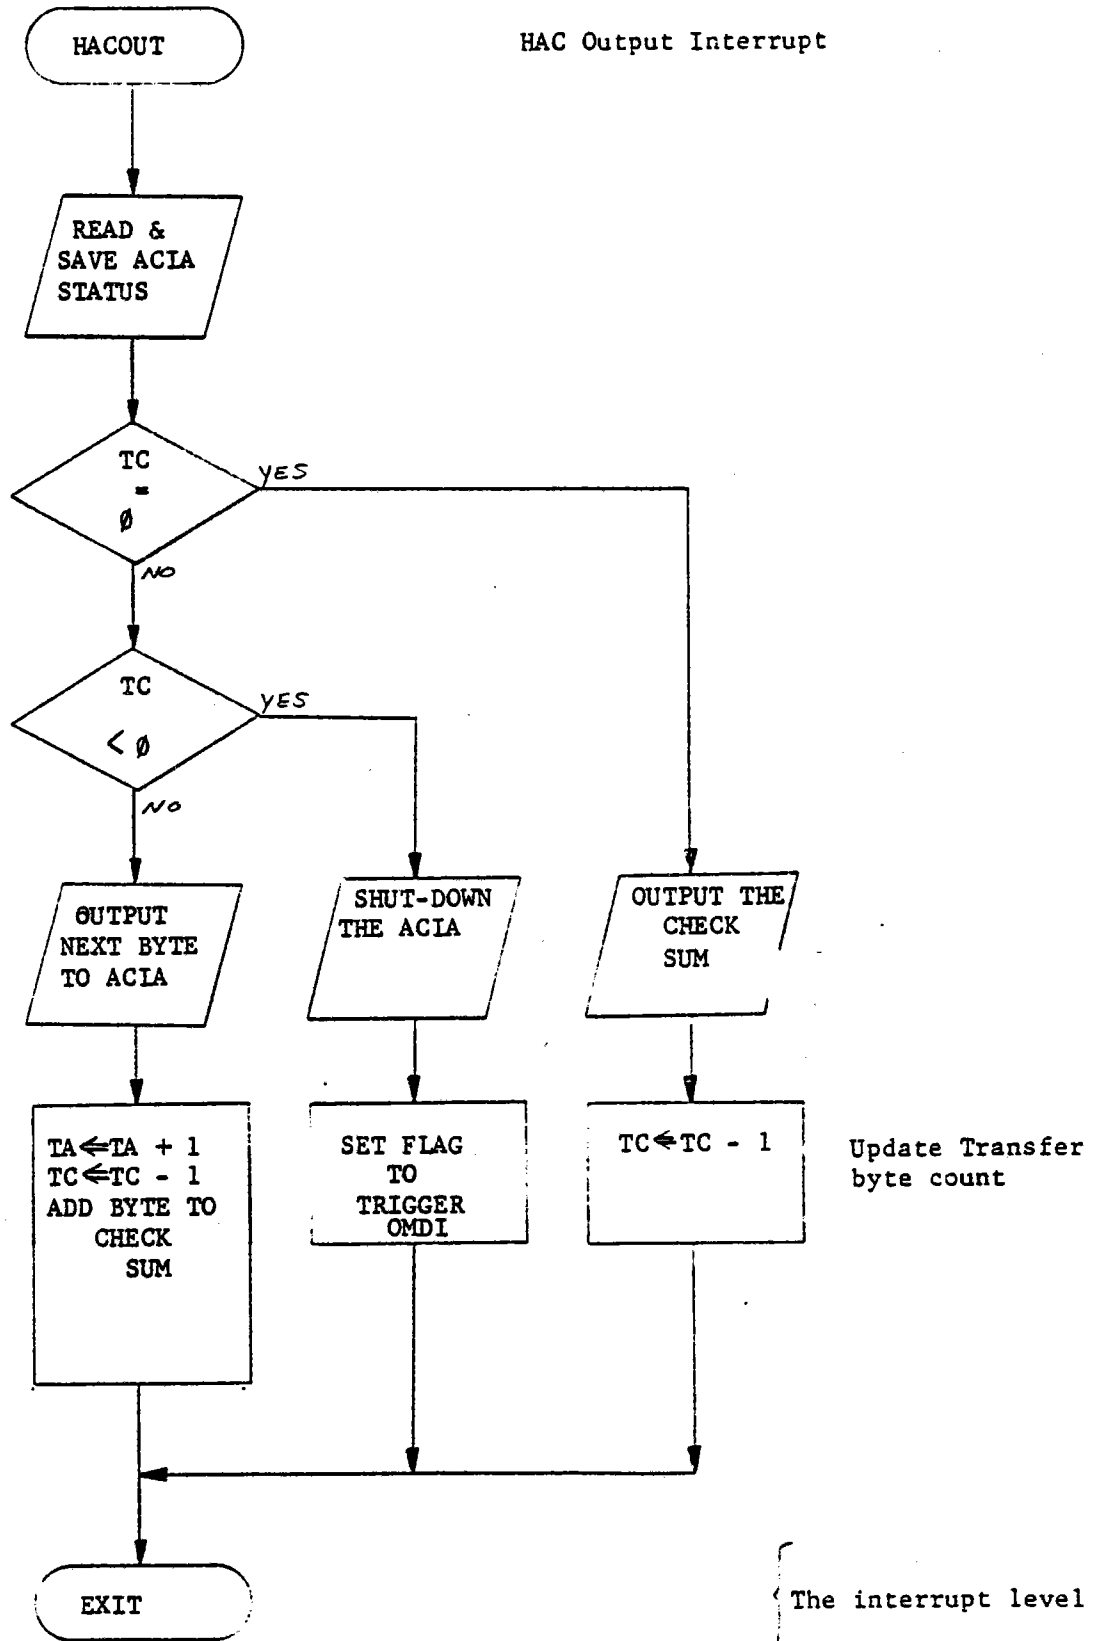 HACOUT
HAC Output Interrupt
READ &
SAVE ACIA
STATUS
TC
=
Ø
YES
NO
TC
< Ø
YES
NO
OUTPUT
NEXT BYTE
TO ACIA
SHUT-DOWN
THE ACIA
OUTPUT THE
CHECK
SUM
TA⇐TA + 1
TC⇐TC - 1
ADD BYTE TO
CHECK
SUM
SET FLAG
TO
TRIGGER
OMDI
TC⇐TC - 1
Update Transfer
byte count
EXIT
The interrupt level